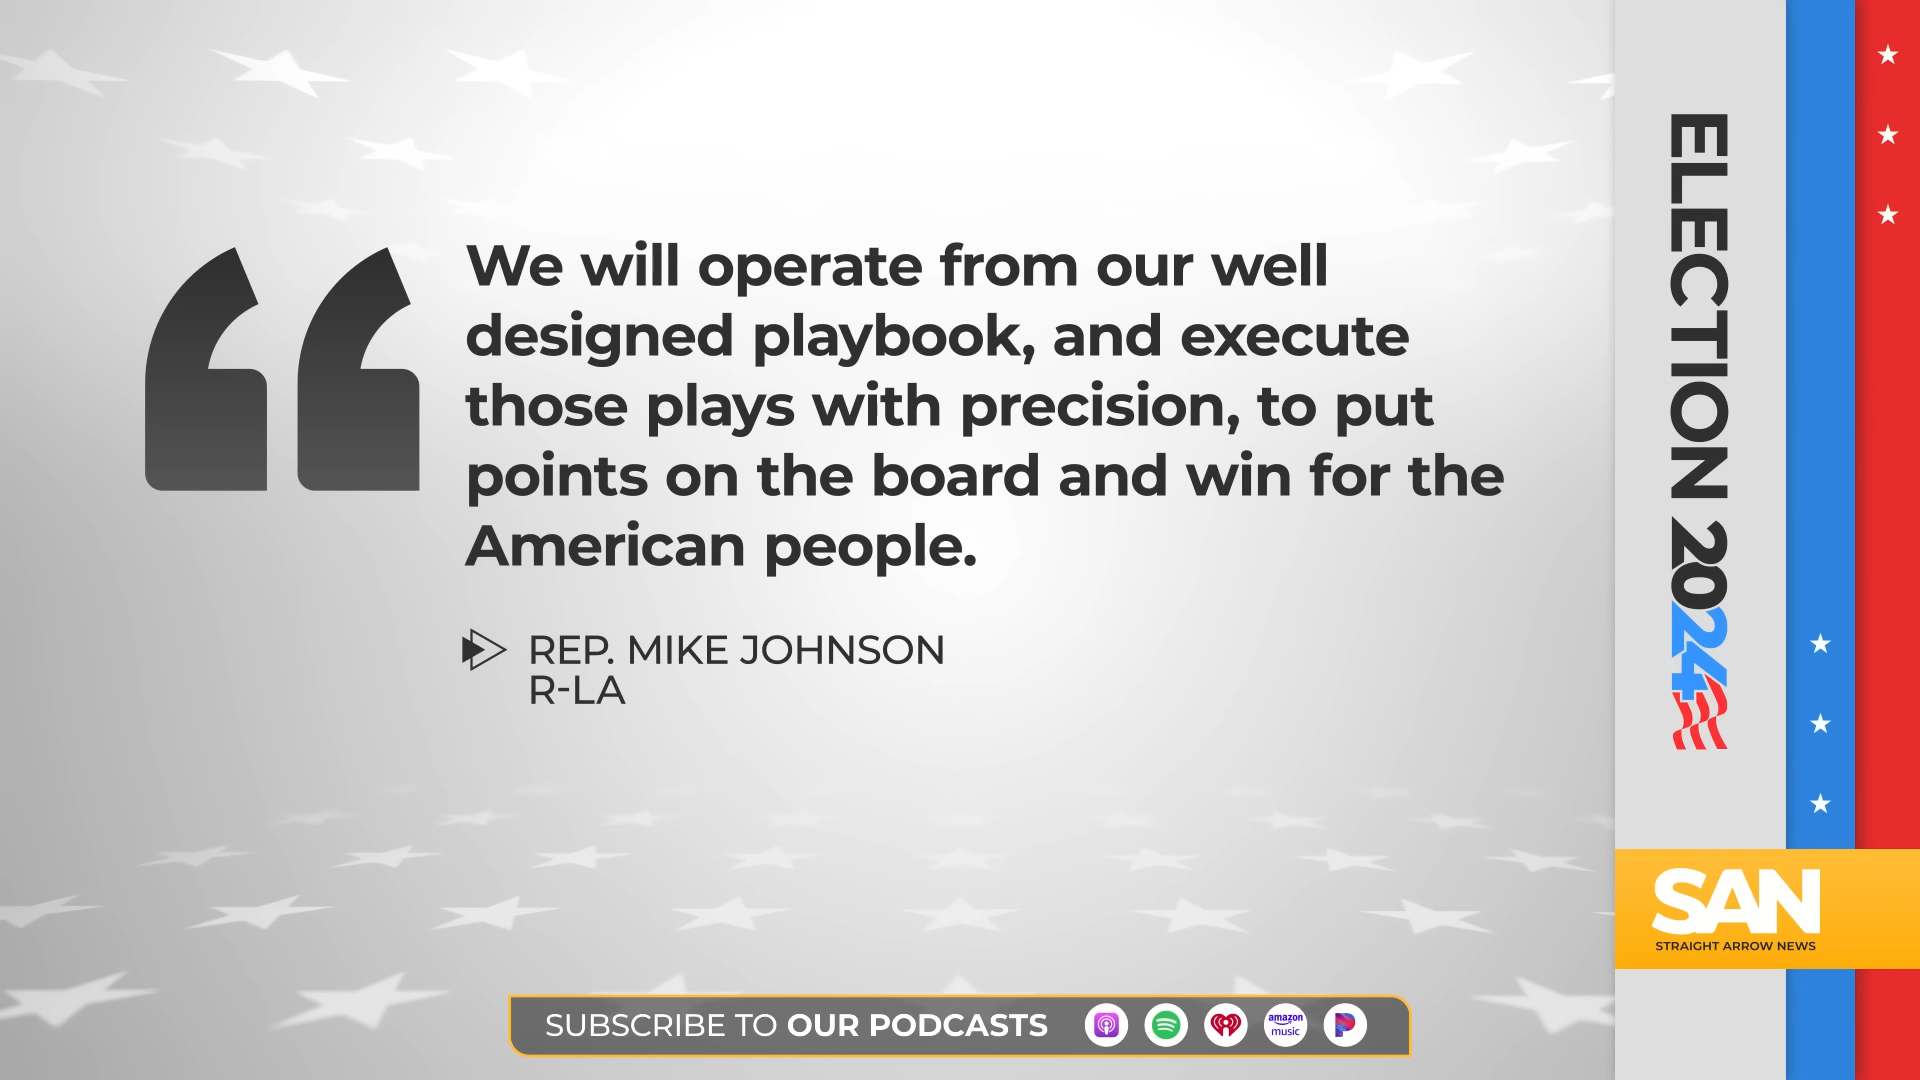 We will operate from our well
designed playbook, and execute
those plays with precision, to put
points on the board and win for the
American people.
REP. MIKE JOHNSON
R-LA
ELECTION 2024
SAN
STRAIGHT ARROW NEWS
SUBSCRIBE TO OUR PODCASTS
amazon
music